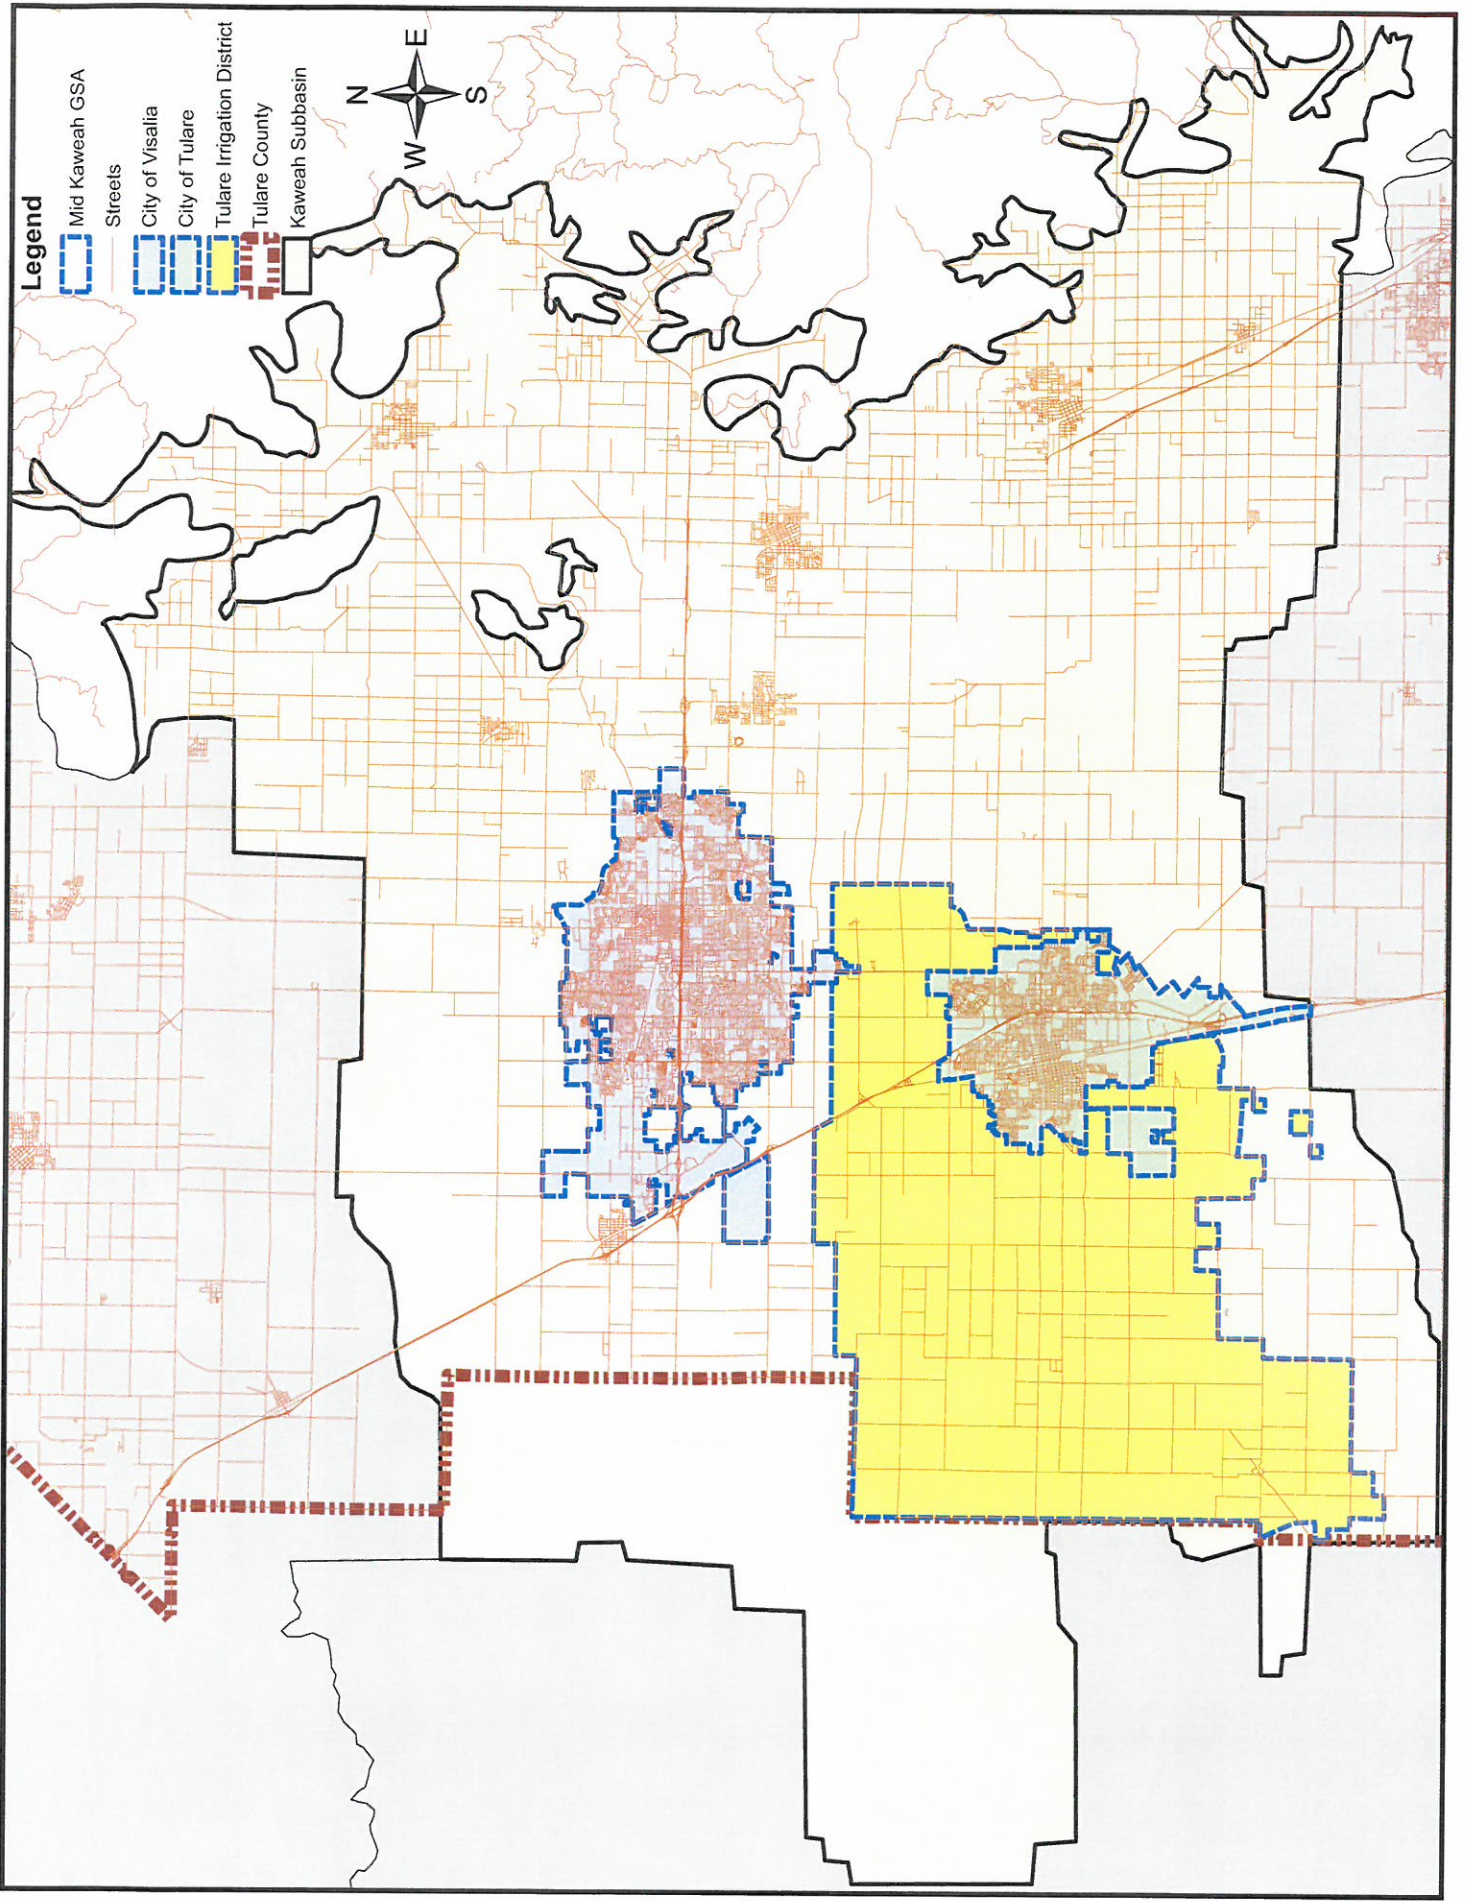 Legend
Mid Kaweah GSA
Streets
City of Visalia
City of Tulare
Tulare Irrigation District
Tulare County
Kaweah Subbasin
N
W
E
S